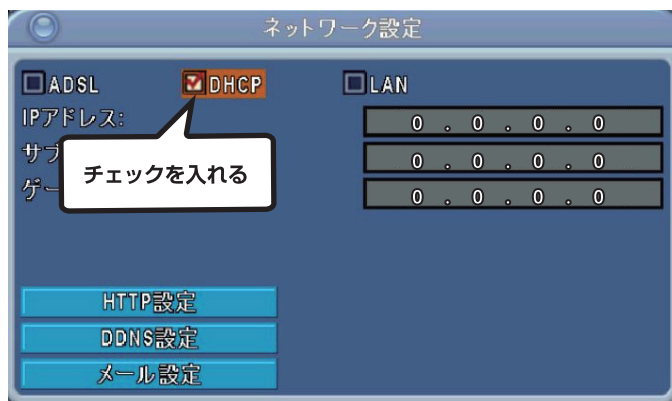 ネットワーク設定
ADSL DHCP LAN
IPアドレス: 0 . 0 . 0 . 0
サブ 0 . 0 . 0 . 0
ゲー 0 . 0 . 0 . 0
チェックを入れる
HTTP設定
DDNS設定
メール設定